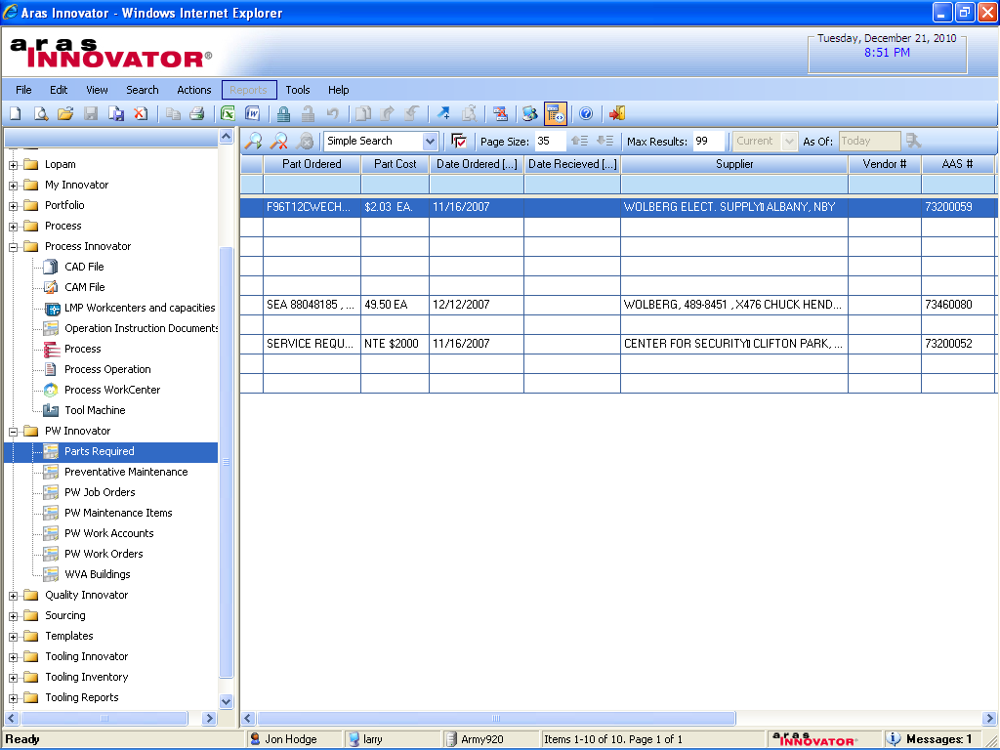 Aras Innovator - Windows Internet Explorer
aras
INNOVATOR®
Tuesday, December 21, 2010
8:51 PM
File Edit View Search Actions Reports Tools Help
Simple Search Page Size: 35 Max Results: 99 Current As Of: Today
Part Ordered Part Cost Date Ordered [...] Date Recieved [...] Supplier Vendor # AAS #
F96T12CWECH... $2.03 EA. 11/16/2007 WOLBERG ELECT. SUPPLY▯ALBANY, NBY 73200059
SEA 88048185 , ... 49.50 EA 12/12/2007 WOLBERG, 489-8451 , X476 CHUCK HEND... 73460080
SERVICE REQU... NTE $2000 11/16/2007 CENTER FOR SECURITY▯CLIFTON PARK, ... 73200052
Lopam
My Innovator
Portfolio
Process
Process Innovator
CAD File
CAM File
LMP Workcenters and capacities
Operation Instruction Documents
Process
Process Operation
Process WorkCenter
Tool Machine
PW Innovator
Parts Required
Preventative Maintenance
PW Job Orders
PW Maintenance Items
PW Work Accounts
PW Work Orders
WVA Buildings
Quality Innovator
Sourcing
Templates
Tooling Innovator
Tooling Inventory
Tooling Reports
Ready Jon Hodge larry Army920 Items 1-10 of 10. Page 1 of 1 aras INNOVATOR Messages: 1